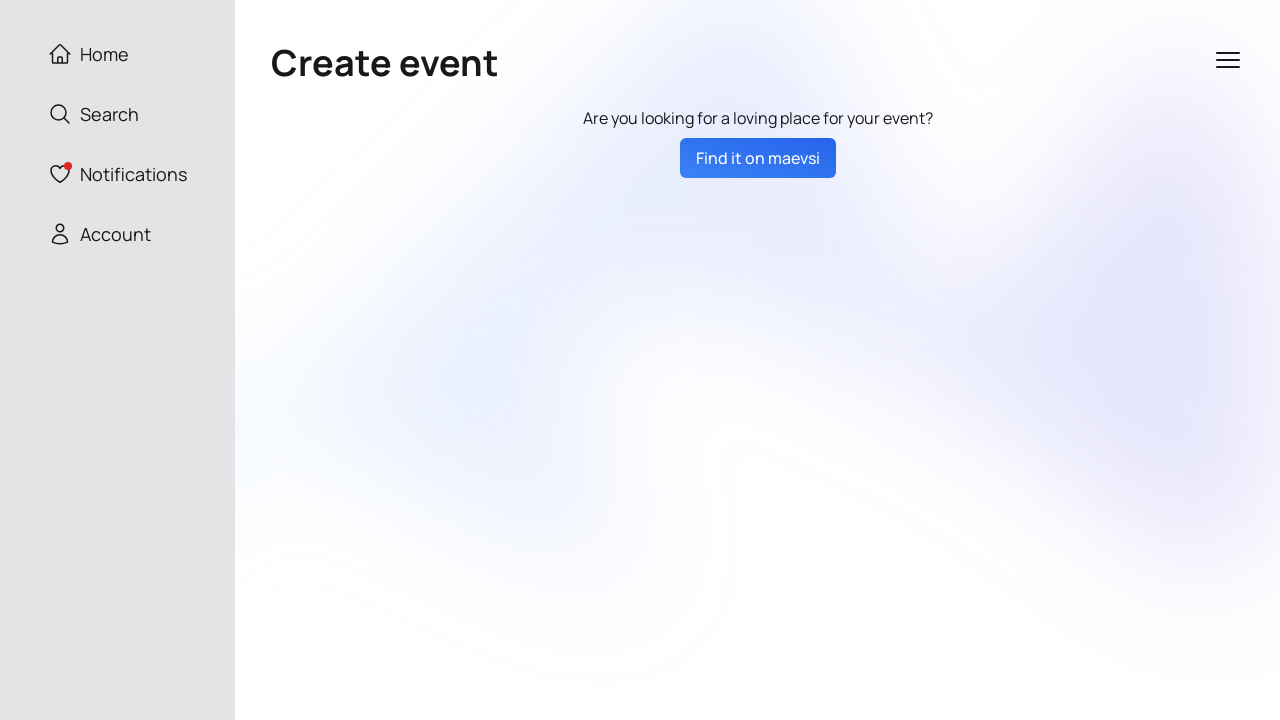 Home
Search
Notifications
Account
Create event
Are you looking for a loving place for your event?
Find it on maevsi